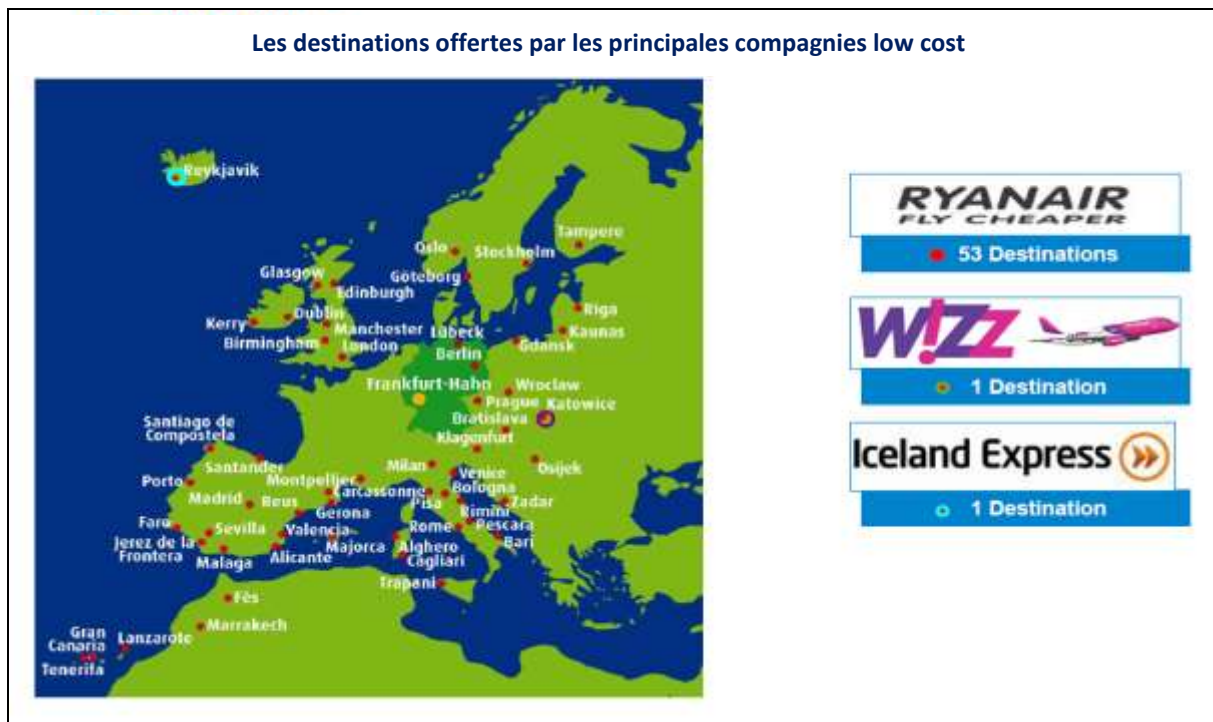 Les destinations offertes par les principales compagnies low cost
Reykjavik
Tampere
Oslo
Stockholm
Göteborg
Glasgow
Edinburgh
Riga
Kerry
Dublin
Manchester
Lübeck
Kaunas
Birmingham
London
Berlin
Gdansk
Frankfurt-Hahn
Wroclaw
Prague
Katowice
Bratislava
Klagenfurt
Santiago de
Compostela
Santander
Milan
Venice
Osijek
Porto
Montpellier
Carcassonne
Bologna
Madrid
Reus
Pisa
Zadar
Gerona
Rimini
Faro
Sevilla
Valencia
Rome
Pescara
Jerez de la
Frontera
Majorca
Alghero
Bari
Malaga
Alicante
Cagliari
Trapani
Fès
Marrakech
Gran
Canaria
Lanzarote
Tenerifa
RYANAIR
FLY CHEAPER
53 Destinations
W!ZZ
1 Destination
Iceland Express
1 Destination